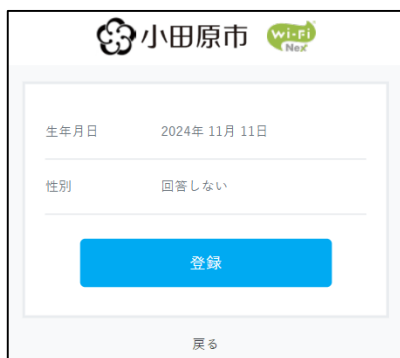 小田原市 Wi-Fi Nex
生年月日 2024年 11月 11日
性別 回答しない
登録
戻る